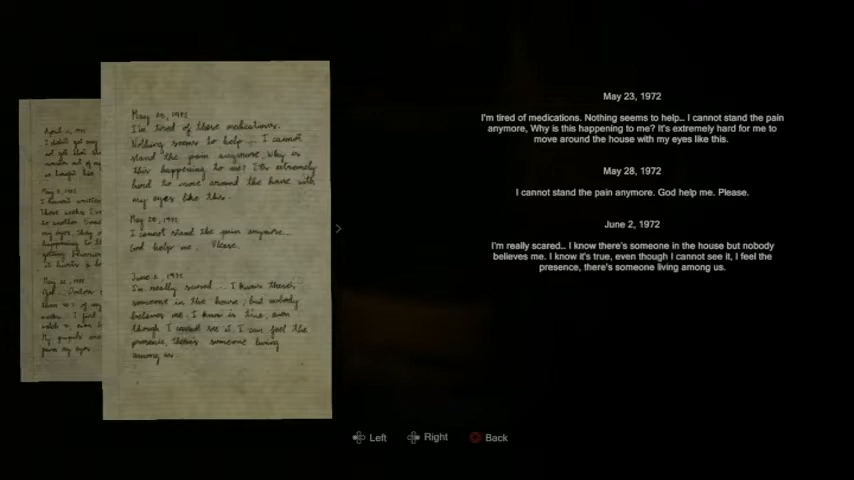 April
May
May 23, 1972
I'm tired of these medications.
Nothing seems to help... I cannot
stand the pain anymore, Why is
this happening to me? It's extremely
hard to move around the house with
my eyes like this.
May 28, 1972
I cannot stand the pain anymore...
God help me. Please.
June 2, 1972
I'm really scared... I know there's
someone in the house, but nobody
believes me. I know is true, even
though I cannot see it. I can feel the
presence, there's someone living
among us.
May 23, 1972
I'm tired of medications. Nothing seems to help... I cannot stand the pain
anymore, Why is this happening to me? It's extremely hard for me to
move around the house with my eyes like this.
May 28, 1972
I cannot stand the pain anymore. God help me. Please.
June 2, 1972
I'm really scared... I know there's someone in the house but nobody
believes me. I know it's true, even though I cannot see it, I feel the
presence, there's someone living among us.
Left Right Back